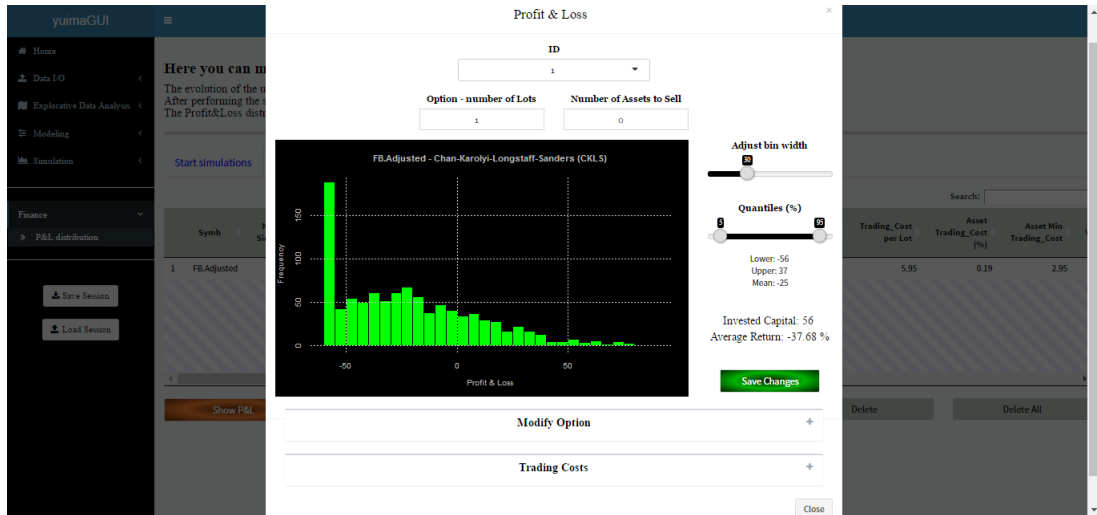 yuimaGUI
Home
Data I/O
Explorative Data Analysis
Modeling
Simulation
Finance
P&L distribution
Save Session
Load Session
Here you can m
The evolution of the u
After performing the s
The Profit&Loss distr
Start simulations
Search:
Symb
N
Si
Trading_Cost
per Lot
Asset
Trading_Cost
(%)
Asset Min
Trading_Cost
1 FB.Adjusted 5.95 0.19 2.95
Show P&L
Delete
Delete All
Profit & Loss
×
ID
1
Option - number of Lots
Number of Assets to Sell
1
0
FB.Adjusted - Chan-Karolyi-Longstaff-Sanders (CKLS)
Frequency
150
100
50
0
-50 0 50
Profit & Loss
Adjust bin width
30
Quantiles (%)
5 95
Lower: -56
Upper: 37
Mean: -25
Invested Capital: 56
Average Return: -37.68 %
Save Changes
Modify Option +
Trading Costs +
Close